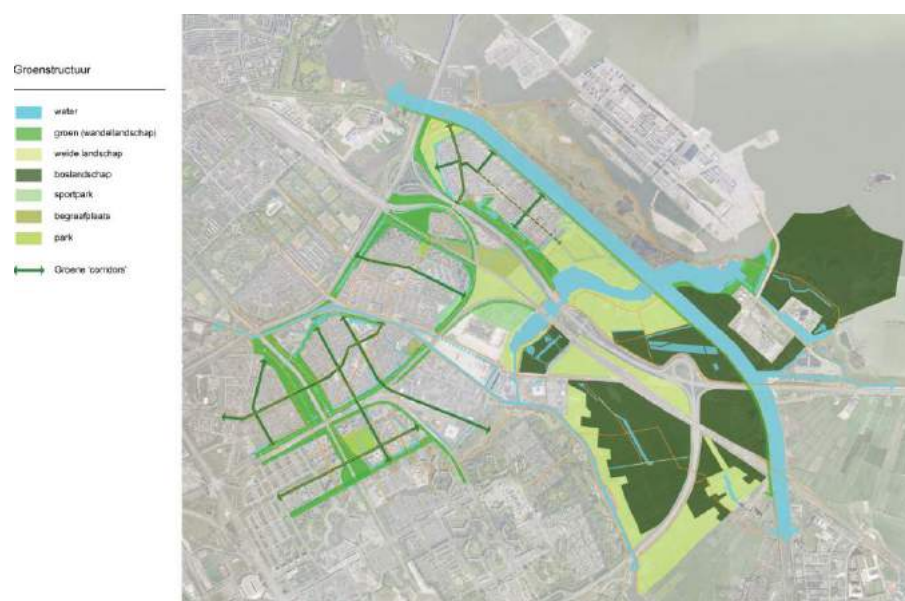 Groenstructuur
water
groen (wandellandschap)
weide landschap
boslandschap
sportpark
begraafplaats
park
Groene 'corridors'